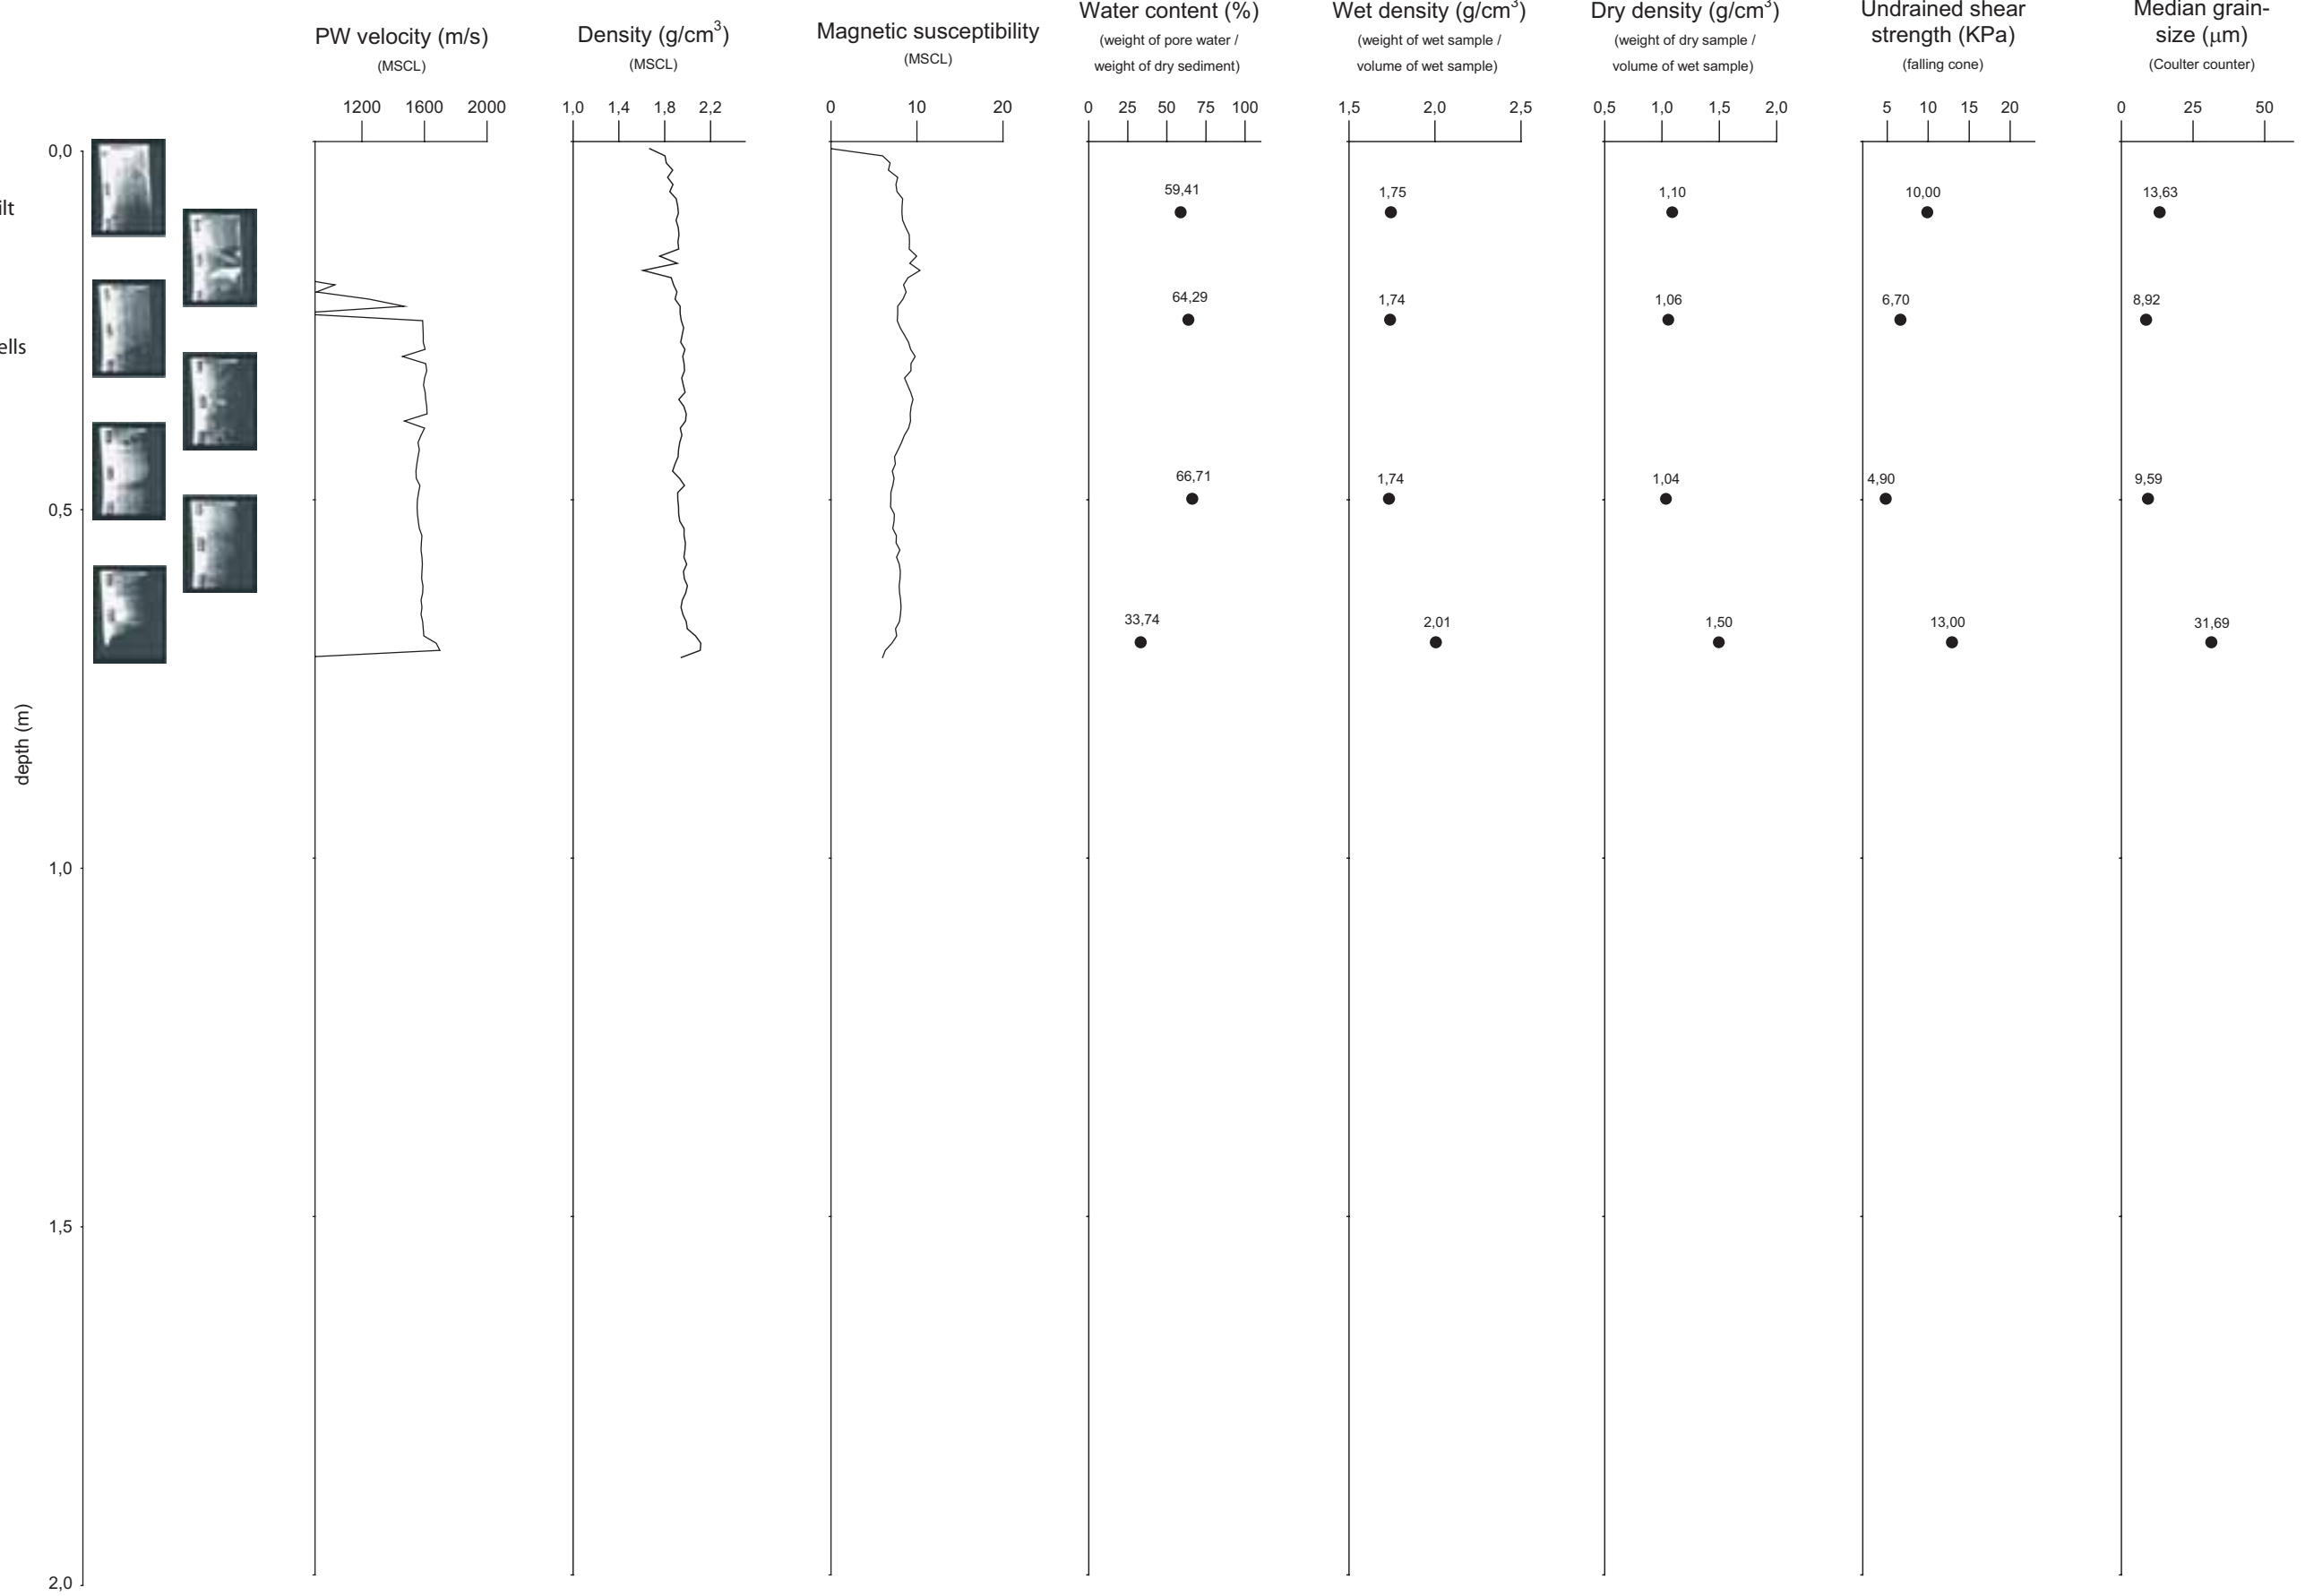 PW velocity (m/s)
(MSCL)
1200 1600 2000
Density (g/cm³)
(MSCL)
1,0 1,4 1,8 2,2
Magnetic susceptibility
(MSCL)
0 10 20
Water content (%)
(weight of pore water /
weight of dry sediment)
0 25 50 75 100
Wet density (g/cm³)
(weight of wet sample /
volume of wet sample)
1,5 2,0 2,5
Dry density (g/cm³)
(weight of dry sample /
volume of wet sample)
0,5 1,0 1,5 2,0
Undrained shear
strength (KPa)
(falling cone)
5 10 15 20
Median grain-
size (μm)
(Coulter counter)
0 25 50
0,0
ilt
59,41 1,75 1,10 10,00 13,63
64,29 1,74 1,06 6,70 8,92
ells
66,71 1,74 1,04 4,90 9,59
0,5
33,74 2,01 1,50 13,00 31,69
depth (m)
1,0
1,5
2,0